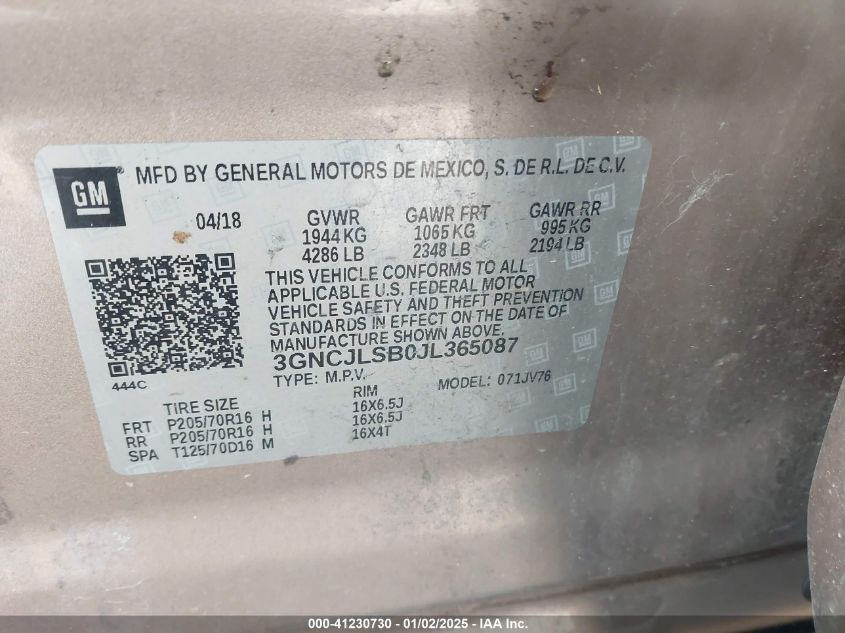 GM
MFD BY GENERAL MOTORS DE MEXICO, S. DE R.L. DE C.V.
04/18 GVWR GAWR FRT GAWR RR
1944 KG 1065 KG 995 KG
4286 LB 2348 LB 2194 LB
THIS VEHICLE CONFORMS TO ALL
APPLICABLE U.S. FEDERAL MOTOR
VEHICLE SAFETY AND THEFT PREVENTION
STANDARDS IN EFFECT ON THE DATE OF
MANUFACTURE SHOWN ABOVE.
3GNCJLSB0JL365087
444C TYPE: M.P.V. MODEL: 071JV76
TIRE SIZE RIM
FRT P205/70R16 H 16X6.5J
RR P205/70R16 H 16X6.5J
SPA T125/70D16 M 16X4T
000-41230730 - 01/02/2025 - IAA Inc.